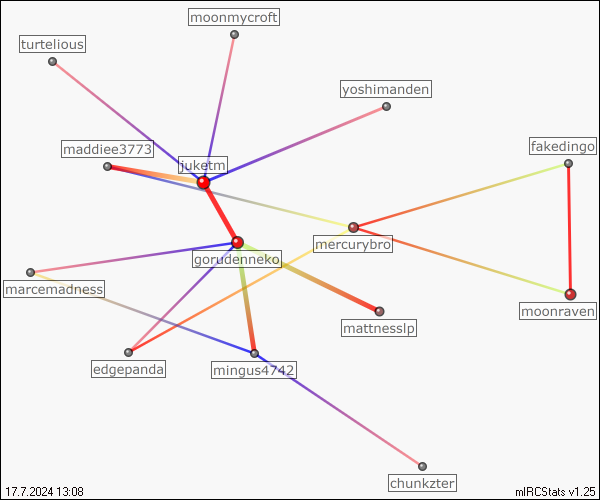 moonmycroft
turtelious
yoshimanden
fakedingo
maddiee3773
juketm
mercurybro
gorudenneko
marcemadness
moonraven
mattnesslp
edgepanda
mingus4742
chunkzter
17.7.2024 13:08
mIRCStats v1.25